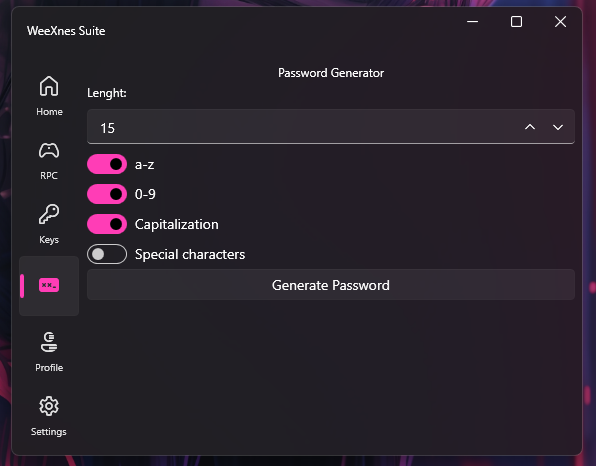 WeeXnes Suite
Password Generator
Lenght:
15
a-z
0-9
Capitalization
Special characters
Generate Password
Home
RPC
Keys
Profile
Settings